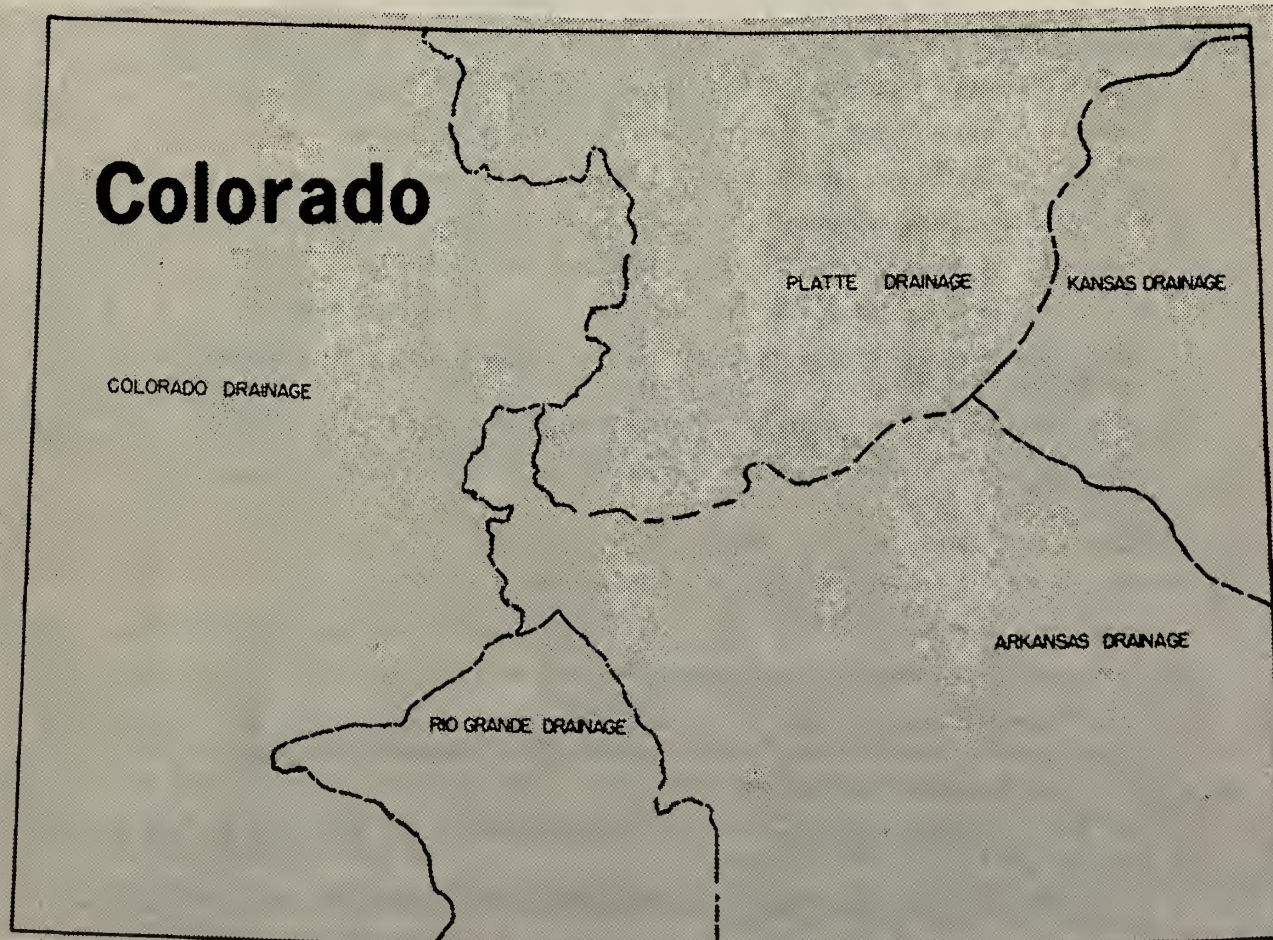 Colorado
PLATTE DRAINAGE
KANSAS DRAINAGE
COLORADO DRAINAGE
ARKANSAS DRAINAGE
RIO GRANDE DRAINAGE